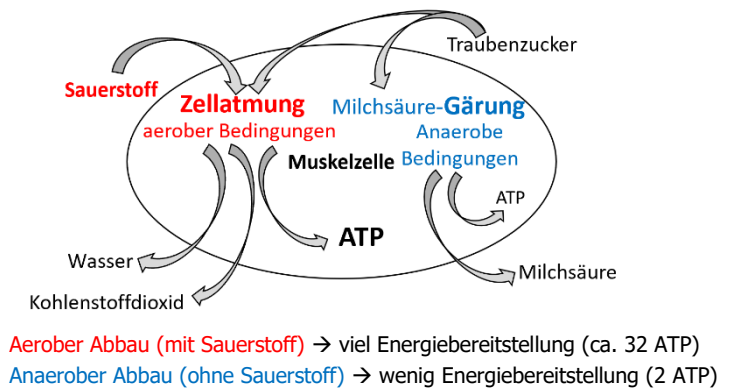 Traubenzucker
Sauerstoff
Zellatmung
aerober Bedingungen
Milchsäure-Gärung
Anaerobe
Bedingungen
Muskelzelle
ATP
ATP
Wasser
Milchsäure
Kohlenstoffdioxid
Aerober Abbau (mit Sauerstoff) → viel Energiebereitstellung (ca. 32 ATP)
Anaerober Abbau (ohne Sauerstoff) → wenig Energiebereitstellung (2 ATP)